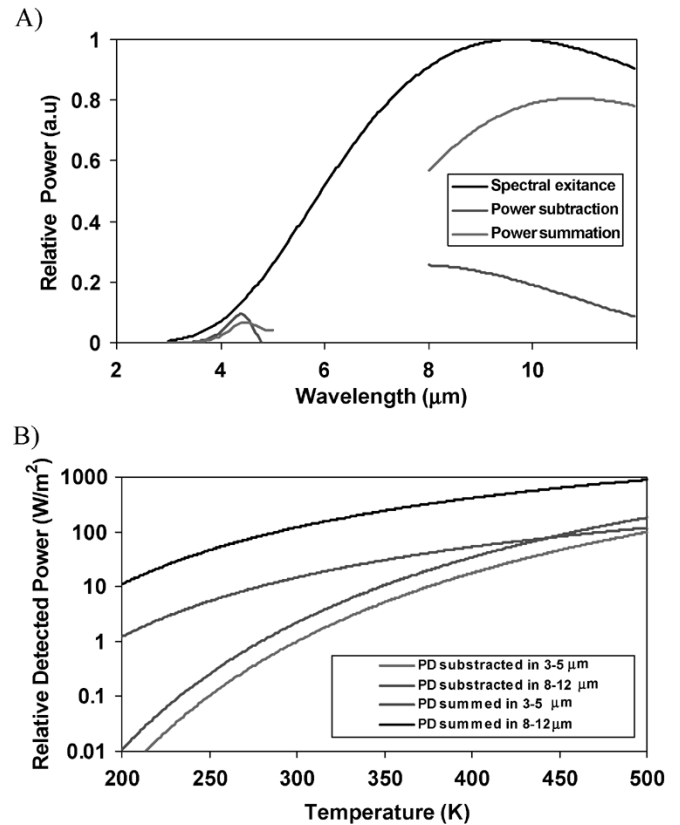 A)
Relative Power (a.u)
1
0.8
0.6
0.4
0.2
0
Spectral exitance
Power subtraction
Power summation
2 4 6 8 10
Wavelength (μm)
B)
Relative Detected Power (W/m²)
1000
100
10
1
0.1
0.01
PD substracted in 3-5 μm
PD substracted in 8-12 μm
PD summed in 3-5 μm
PD summed in 8-12μm
200 250 300 350 400 450 500
Temperature (K)